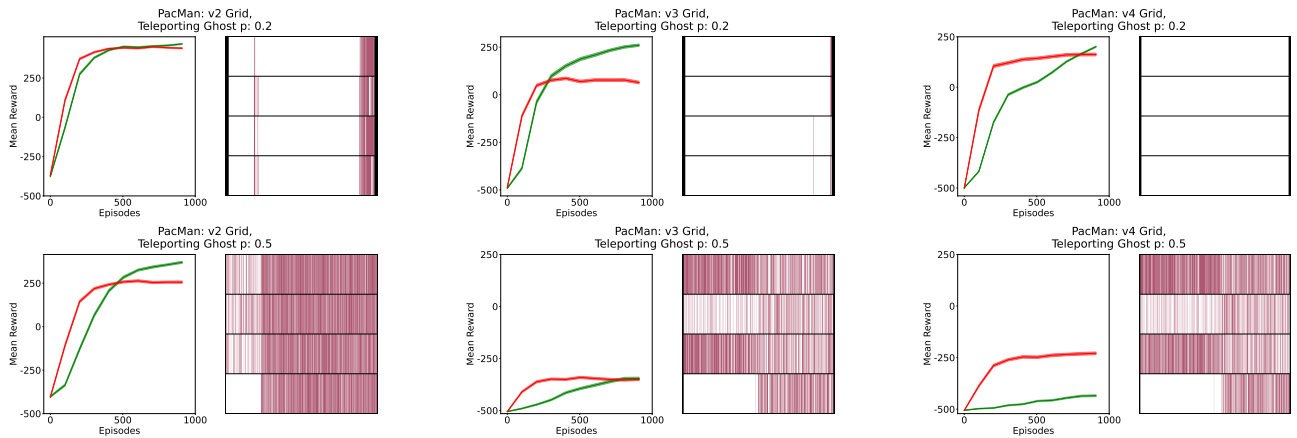 PacMan: v2 Grid,
Teleporting Ghost p: 0.2
Mean Reward
250
0
-250
-500
0
500
1000
Episodes
PacMan: v3 Grid,
Teleporting Ghost p: 0.2
Mean Reward
250
0
-250
-500
0
500
1000
Episodes
PacMan: v4 Grid,
Teleporting Ghost p: 0.2
Mean Reward
250
0
-250
-500
0
500
1000
Episodes
PacMan: v2 Grid,
Teleporting Ghost p: 0.5
Mean Reward
250
0
-250
-500
0
500
1000
Episodes
PacMan: v3 Grid,
Teleporting Ghost p: 0.5
Mean Reward
250
0
-250
-500
0
500
1000
Episodes
PacMan: v4 Grid,
Teleporting Ghost p: 0.5
Mean Reward
250
0
-250
-500
0
500
1000
Episodes